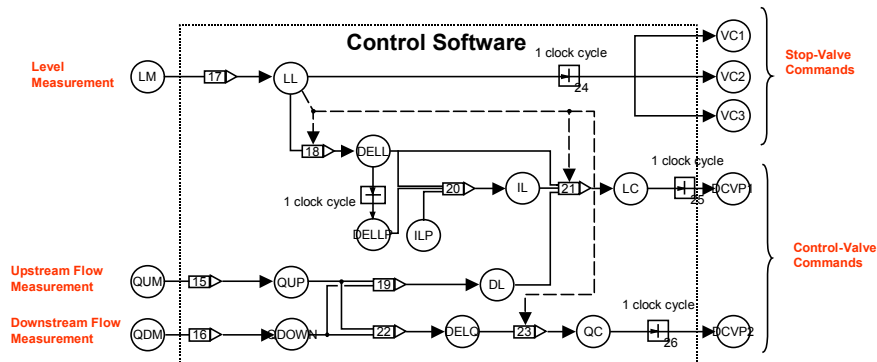 Control Software
Level
Measurement
LM
17
LL
1 clock cycle
24
VC1
VC2
VC3
Stop-Valve
Commands
18
DELL
1 clock cycle
DELLP
ILP
20
IL
21
LC
1 clock cycle
25
DCVP1
Control-Valve
Commands
Upstream Flow
Measurement
QUM
15
QUP
19
DL
Downstream Flow
Measurement
QDM
16
QDOWN
22
DELQ
23
QC
1 clock cycle
26
DCVP2